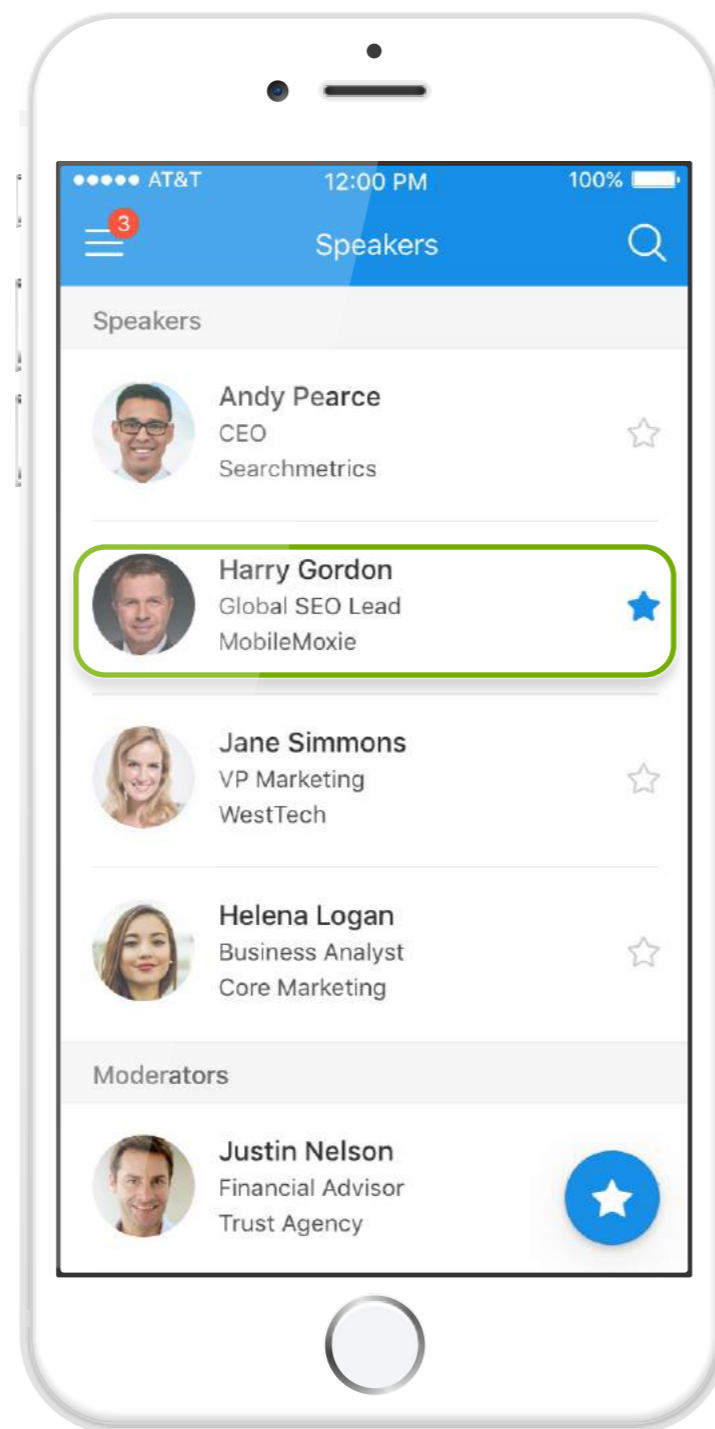 AT&T 12:00 PM 100%
3
Speakers
Speakers
Andy Pearce
CEO
Searchmetrics
Harry Gordon
Global SEO Lead
MobileMoxie
Jane Simmons
VP Marketing
WestTech
Helena Logan
Business Analyst
Core Marketing
Moderators
Justin Nelson
Financial Advisor
Trust Agency